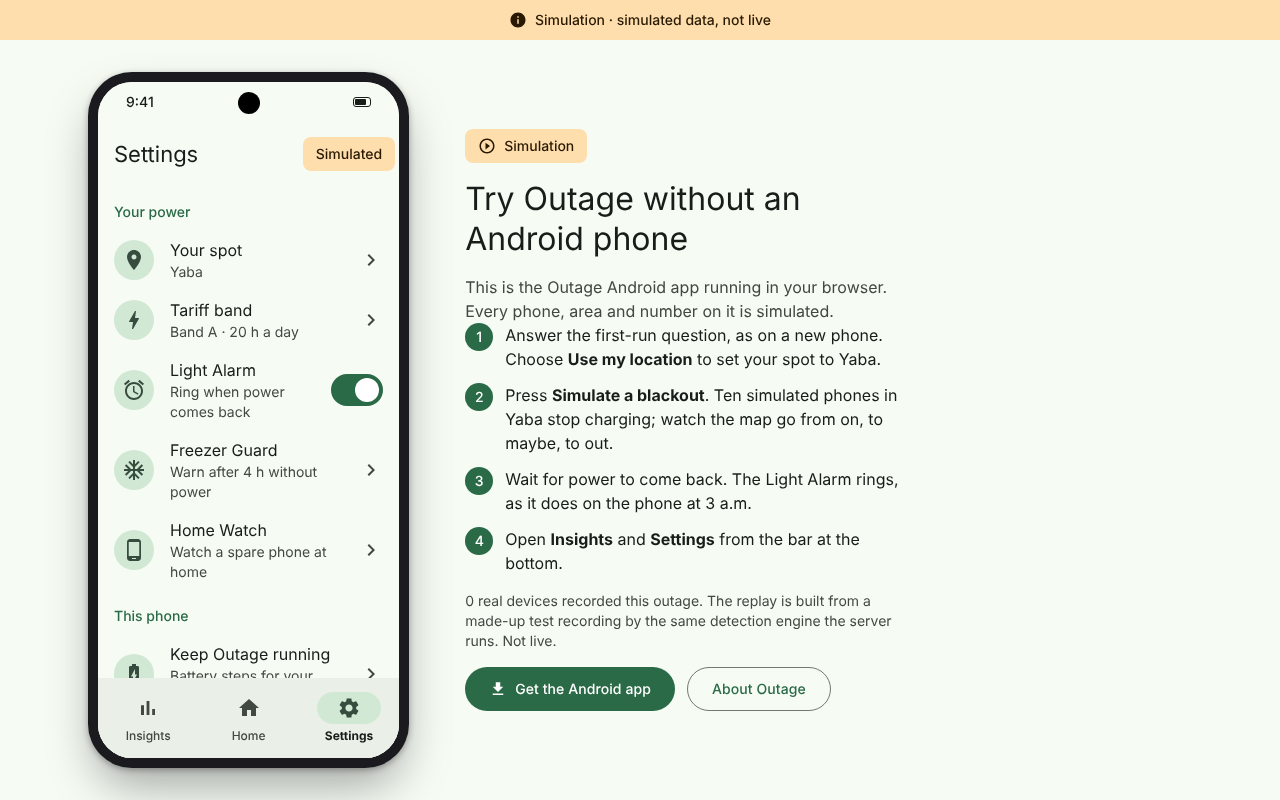 Simulation · simulated data, not live
9:41
Settings
Simulated
Your power
Your spot
Yaba
Tariff band
Band A · 20 h a day
Light Alarm
Ring when power
comes back
Freezer Guard
Warn after 4 h without
power
Home Watch
Watch a spare phone at
home
This phone
Keep Outage running
Battery steps for your
Insights
Home
Settings
Simulation
Try Outage without an
Android phone
This is the Outage Android app running in your browser.
Every phone, area and number on it is simulated.
1 Answer the first-run question, as on a new phone.
Choose Use my location to set your spot to Yaba.
2 Press Simulate a blackout. Ten simulated phones in
Yaba stop charging; watch the map go from on, to
maybe, to out.
3 Wait for power to come back. The Light Alarm rings,
as it does on the phone at 3 a.m.
4 Open Insights and Settings from the bar at the
bottom.
0 real devices recorded this outage. The replay is built from a
made-up test recording by the same detection engine the server
runs. Not live.
Get the Android app
About Outage